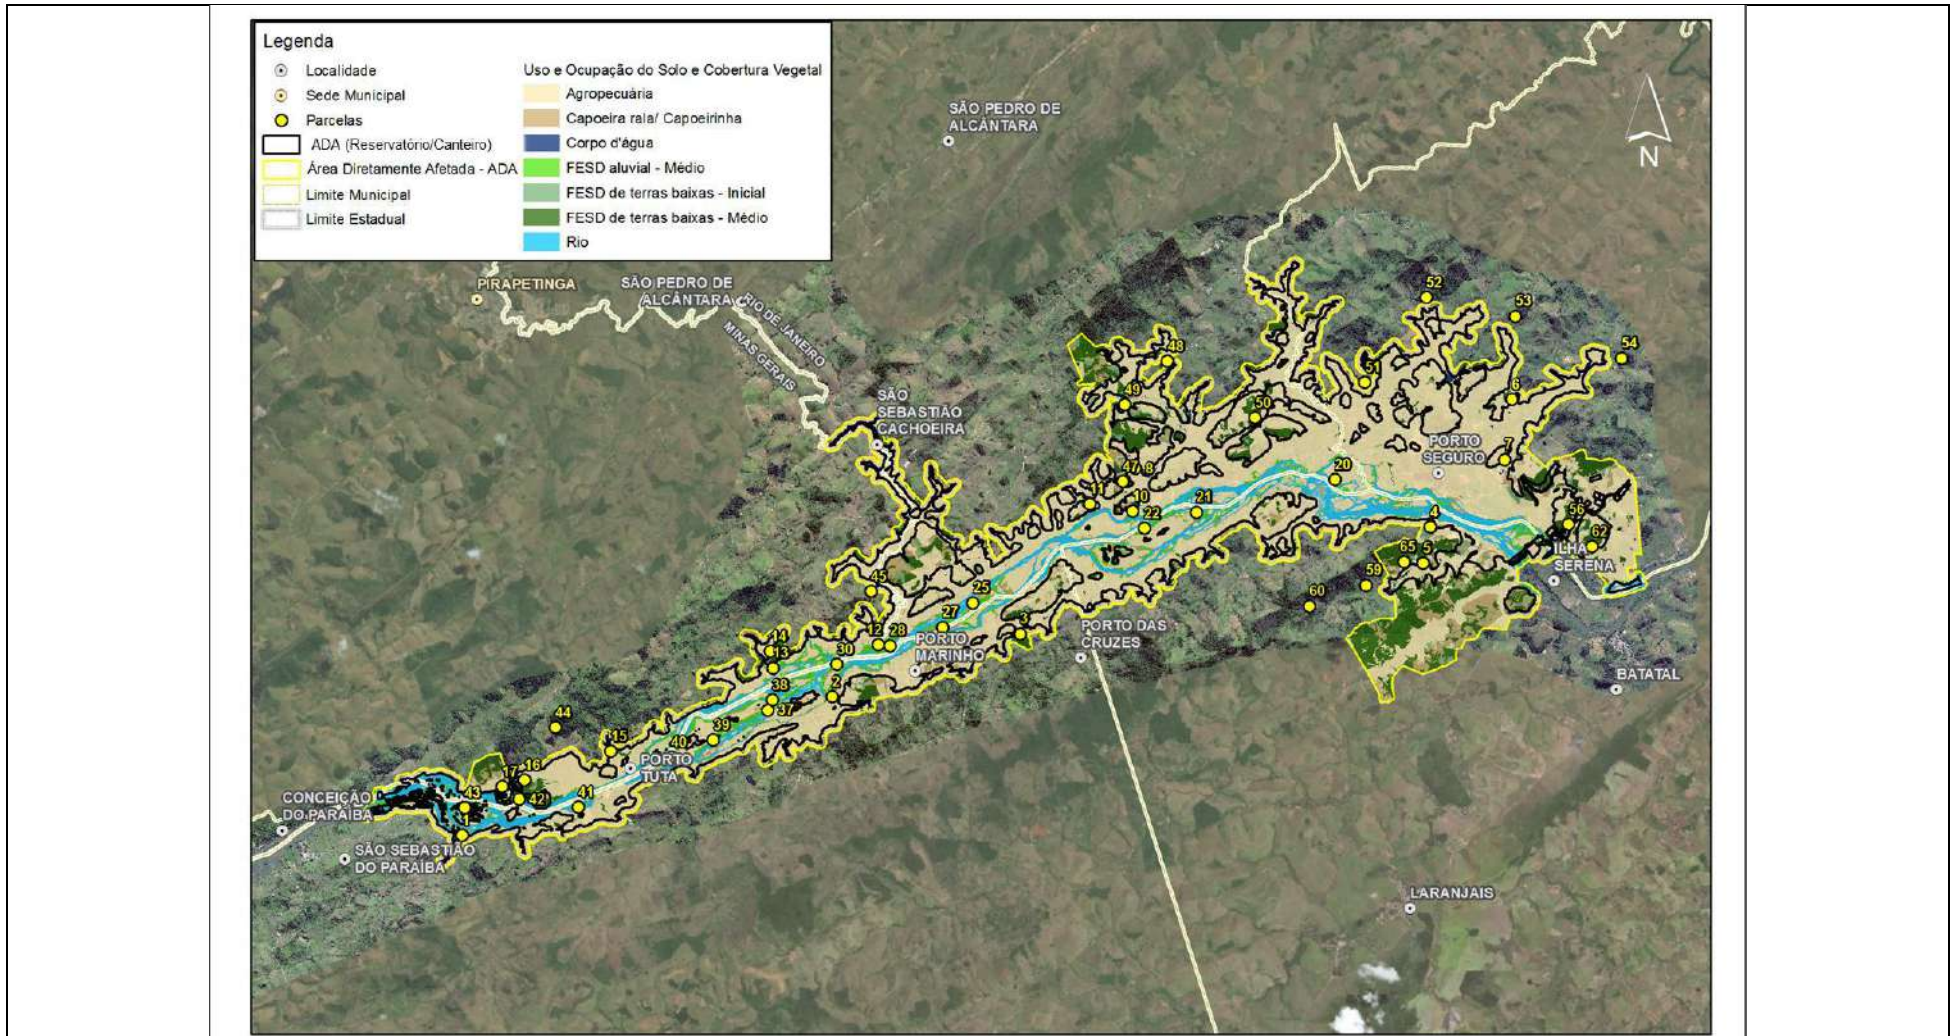 Legenda
Localidade
Sede Municipal
Parcelas
ADA (Reservatório/Canteiro)
Área Diretamente Afetada - ADA
Limite Municipal
Limite Estadual
Uso e Ocupação do Solo e Cobertura Vegetal
Agropecuária
Capoeira rala/ Capoeirinha
Corpo d'água
FESD aluvial - Médio
FESD de terras baixas - Inicial
FESD de terras baixas - Médio
Rio
N
SÃO PEDRO DE
ALCÂNTARA
PIRAPETINGA
SÃO PEDRO DE
ALCÂNTARA
RIO DE JANEIRO
MINAS GERAIS
SÃO
SEBASTIÃO
CACHOEIRA
52
53
54
48
51
6
49
50
PORTO
SEGURO
7
47
8
20
11
10
21
22
4
56
62
ILHA
SERENA
65
5
59
60
45
25
27
3
PORTO DAS
CRUZES
12
28
PORTO
MARINHO
14
13
30
2
38
37
BATATAL
44
39
40
15
PORTO
TUTA
17
16
42
41
43
1
CONCEIÇÃO
DO PARAÍBA
SÃO SEBASTIÃO
DO PARAÍBA
LARANJAIS